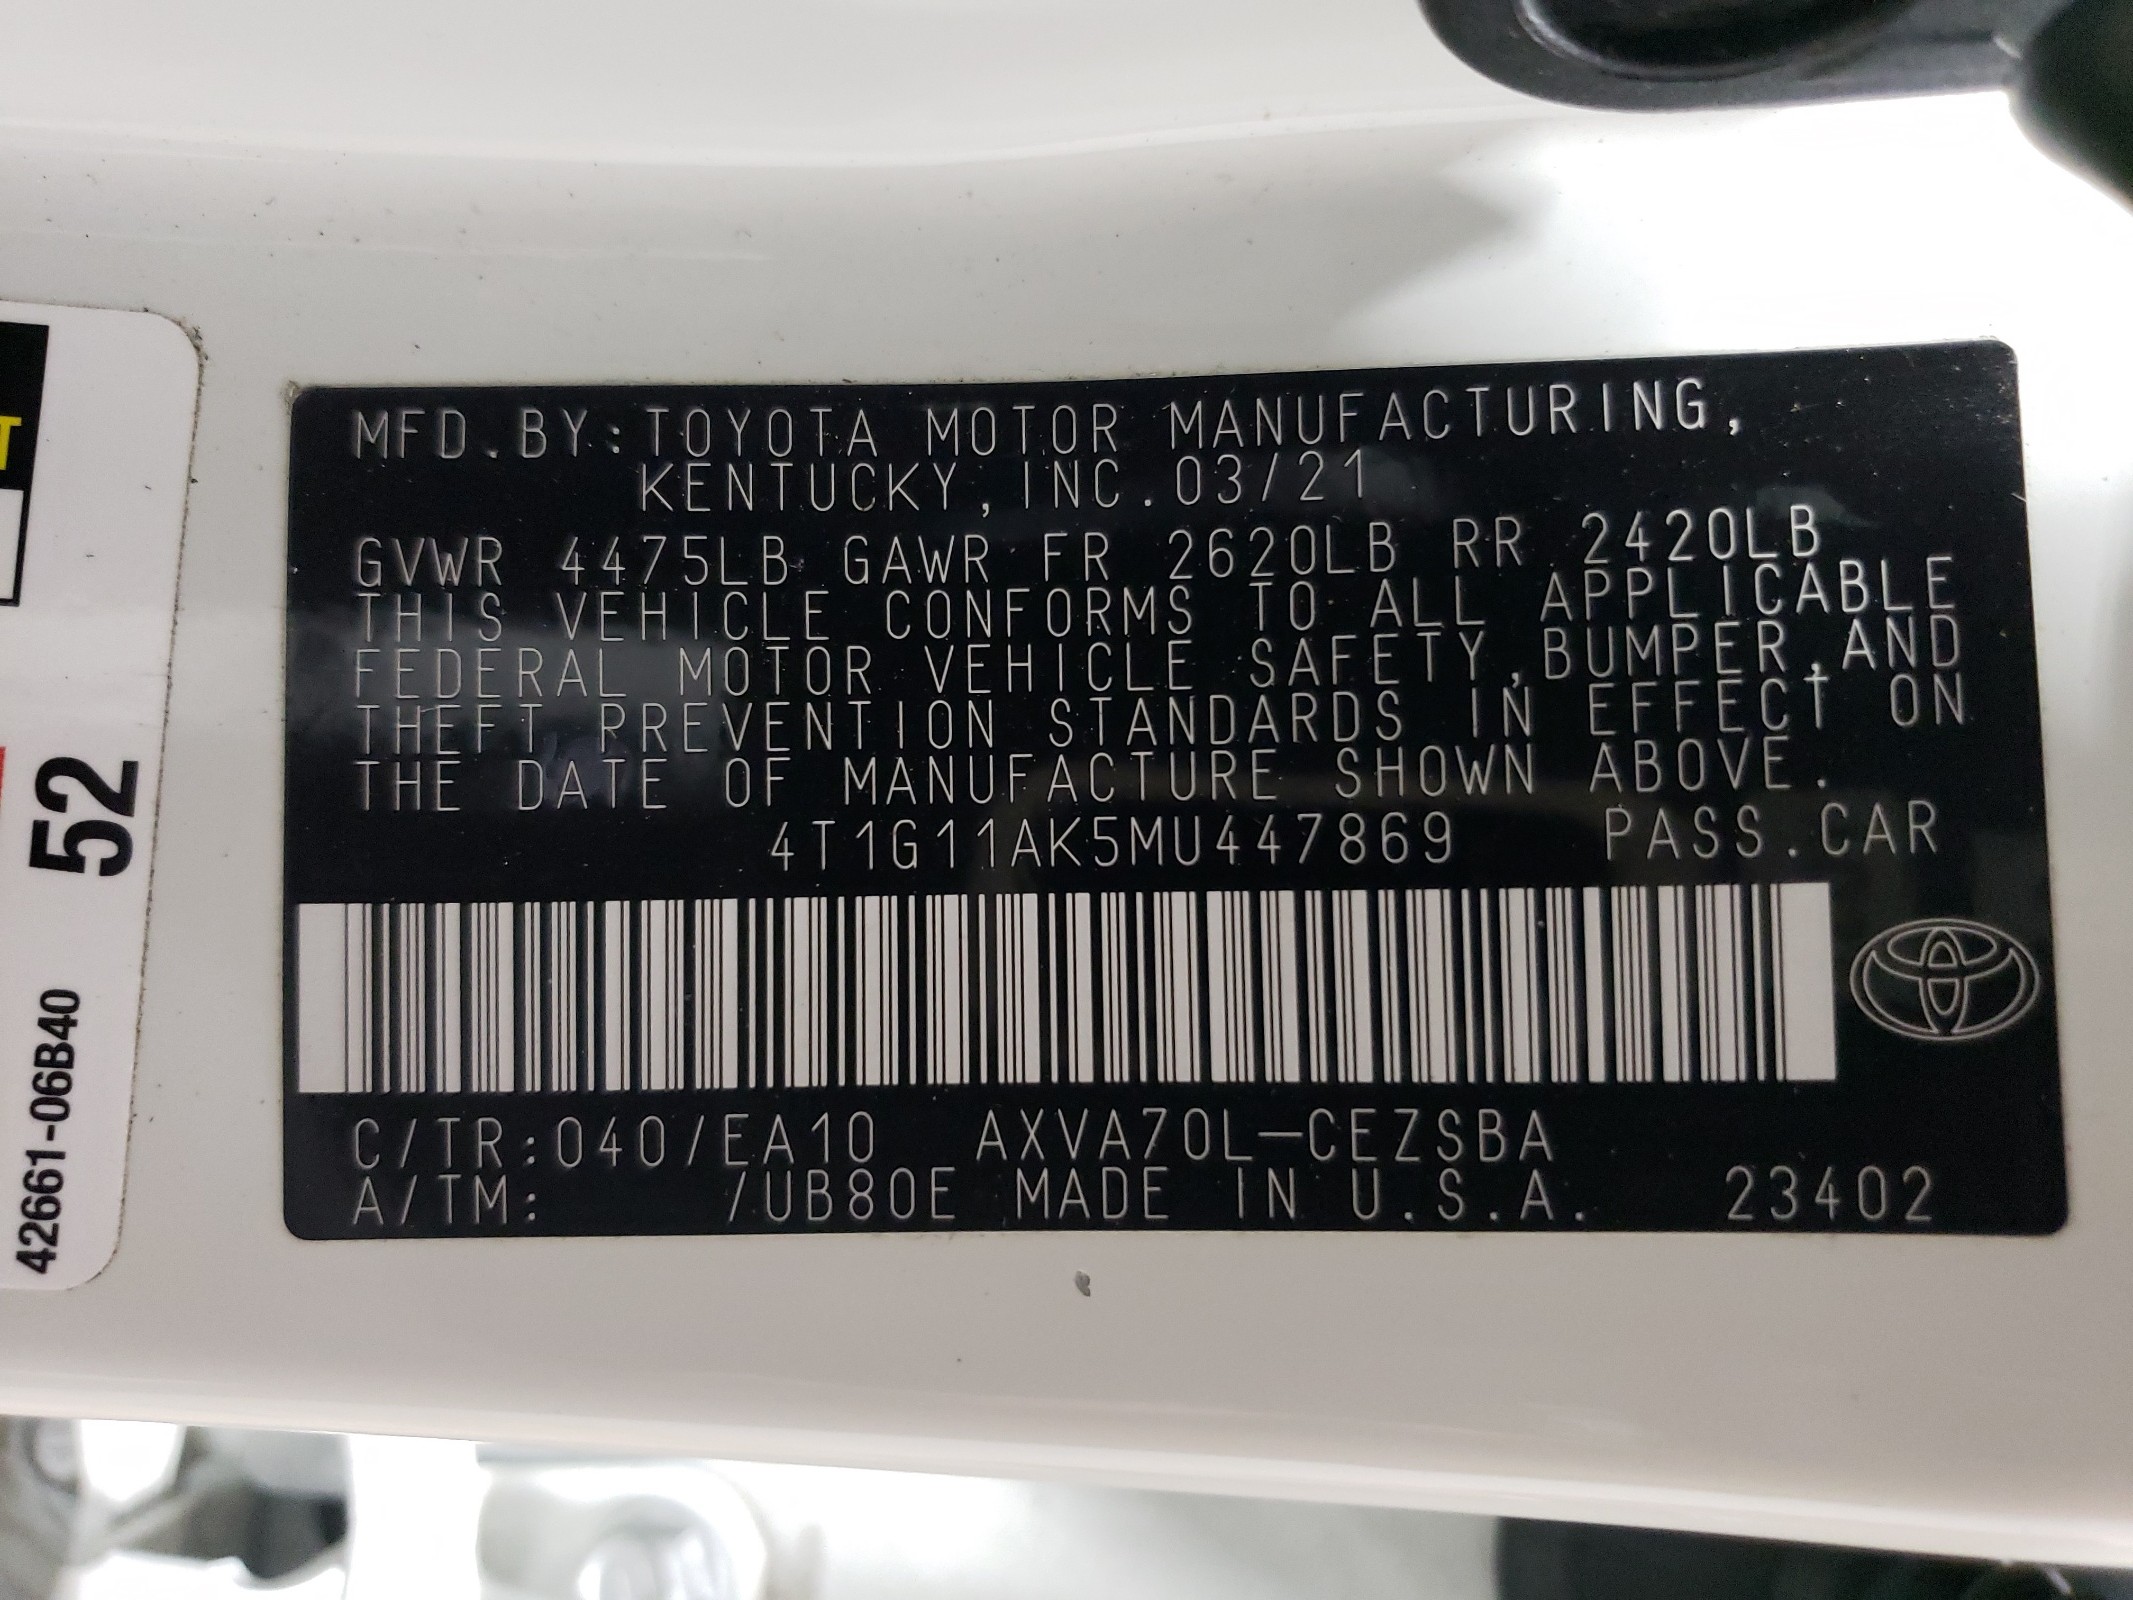 MFD.BY:TOYOTA MOTOR MANUFACTURING,
KENTUCKY,INC.03/21
GVWR 4475LB GAWR FR 2620LB RR 2420LB
THIS VEHICLE CONFORMS TO ALL APPLICABLE
FEDERAL MOTOR VEHICLE SAFETY,BUMPER,AND
THEFT PREVENTION STANDARDS IN EFFECT ON
THE DATE OF MANUFACTURE SHOWN ABOVE.
4T1G11AK5MU447869 PASS.CAR
C/TR:040/EA10 AXVA70L-CEZSBA
A/TM: /UB80E MADE IN U.S.A. 23402
T
52
42661-06B40